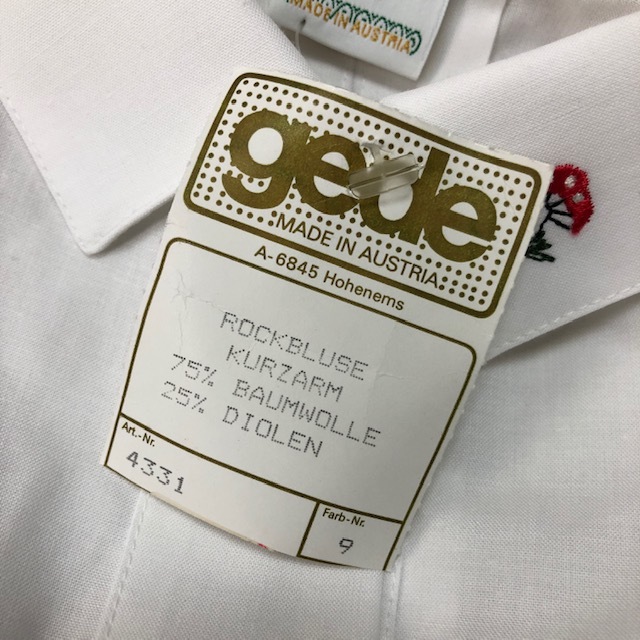 MADE IN AUSTRIA
gede
MADE IN AUSTRIA
A-6845 Hohenems
ROCKBLUSE
KURZARM
75% BAUMWOLLE
25% DIOLEN
Art.-Nr.
4331
Farb-Nr.
9